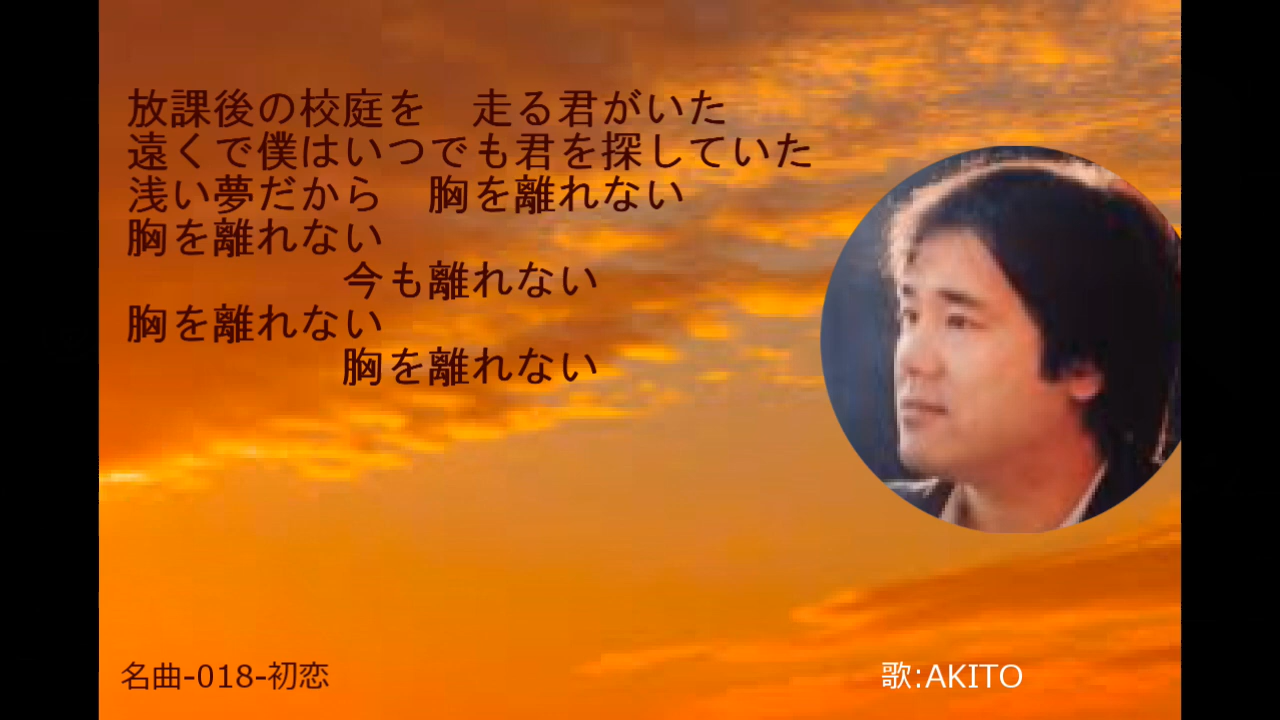 放課後の校庭を　走る君がいた
遠くで僕はいつでも君を探していた
浅い夢だから　胸を離れない
胸を離れない
今も離れない
胸を離れない
胸を離れない
名曲-018-初恋
歌:AKITO